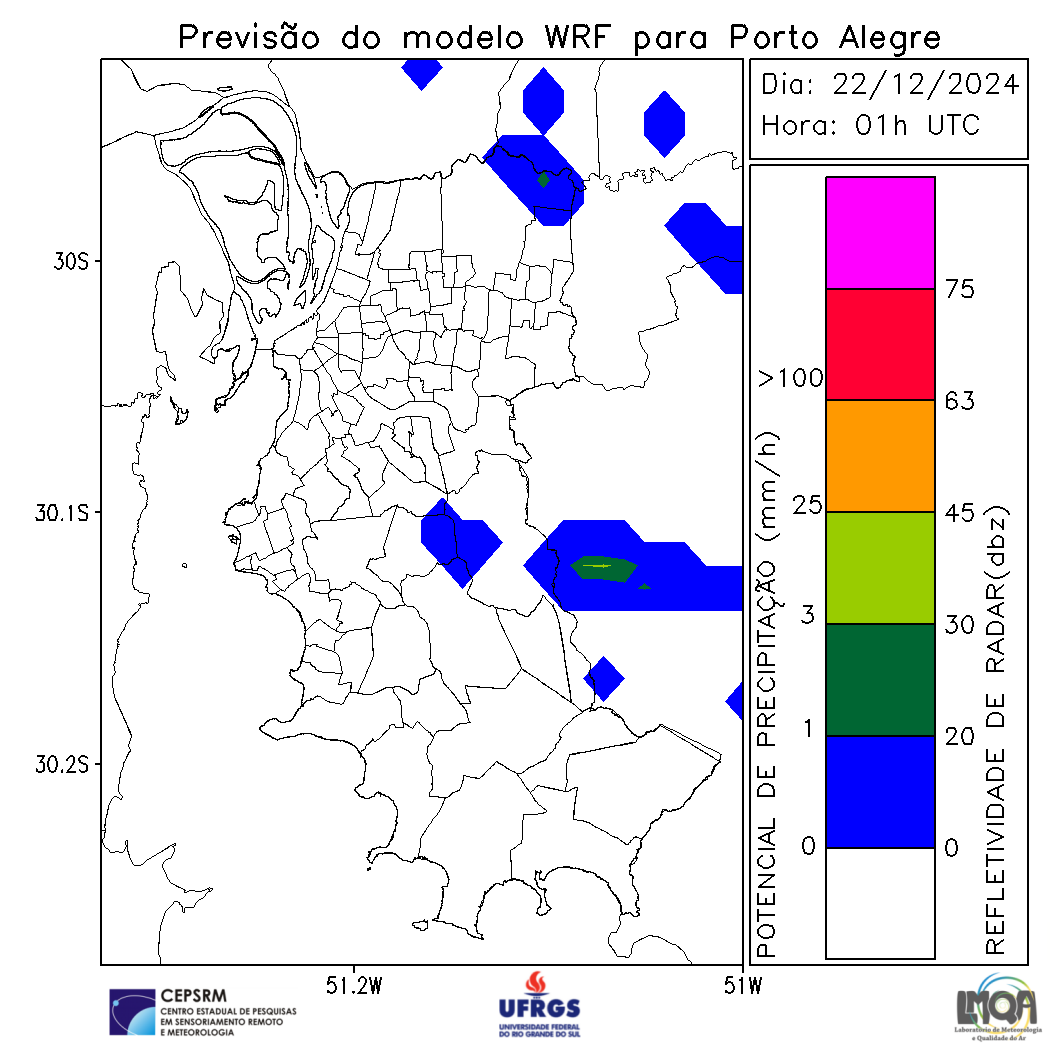 Previsão do modelo WRF para Porto Alegre
Dia: 22/12/2024
Hora: 01h UTC
30S
30.1S
30.2S
51.2W
51W
POTENCIAL DE PRECIPITAÇÃO (mm/h)
>100
25
3
1
0
75
63
45
30
20
0
REFLETIVIDADE DE RADAR(dbz)
CEPSRM
CENTRO ESTADUAL DE PESQUISAS
EM SENSORIAMENTO REMOTO
E METEOROLOGIA
UFRGS
UNIVERSIDADE FEDERAL
DO RIO GRANDE DO SUL
LMQA
Laboratório de Meteorologia
e Qualidade do Ar